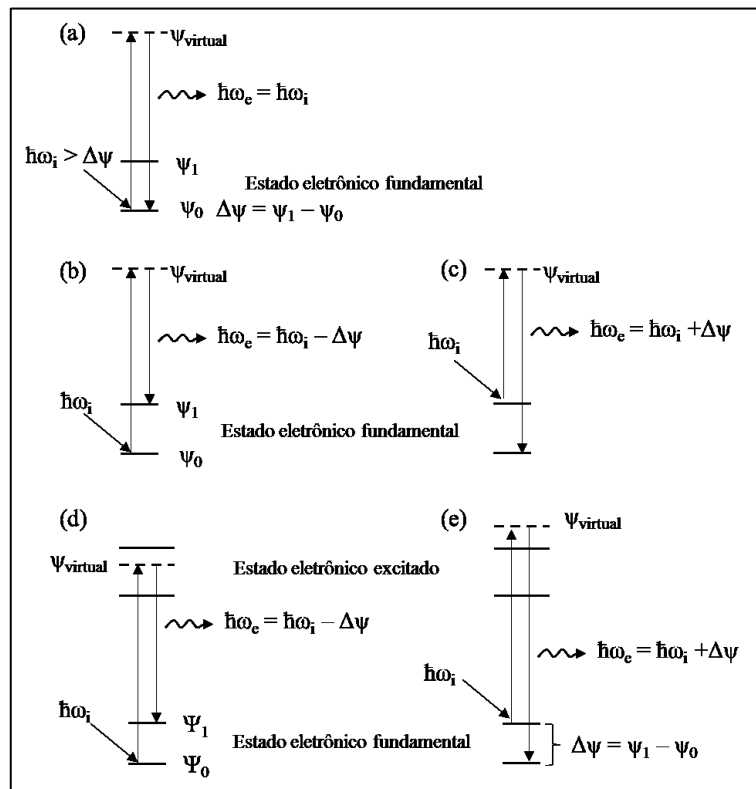 (a)
Ψvirtual
ħωe = ħωi
ħωi > Δψ
ψ1
Estado eletrônico fundamental
ψ0 Δψ = ψ1 − ψ0
(b)
Ψvirtual
(c)
Ψvirtual
ħωe = ħωi − Δψ
ħωe = ħωi +Δψ
ħωi
ħωi
ψ1
Estado eletrônico fundamental
ψ0
(d)
(e)
Ψvirtual
Ψvirtual
Estado eletrônico excitado
ħωe = ħωi − Δψ
ħωe = ħωi +Δψ
ħωi
ħωi
Ψ1
Estado eletrônico fundamental
Δψ = ψ1 − ψ0
Ψ0